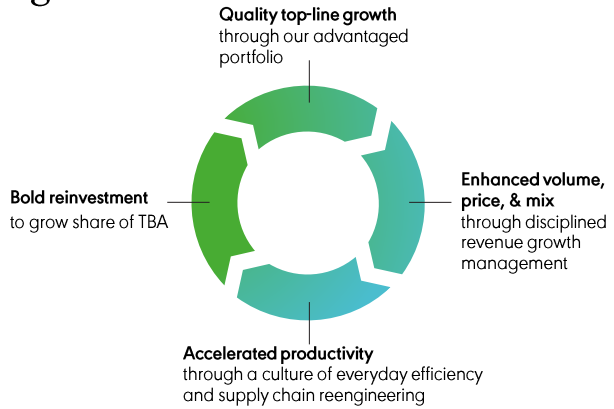 Quality top-line growth
through our advantaged
portfolio
Enhanced volume,
price, & mix
through disciplined
revenue growth
management
Bold reinvestment
to grow share of TBA
Accelerated productivity
through a culture of everyday efficiency
and supply chain reengineering